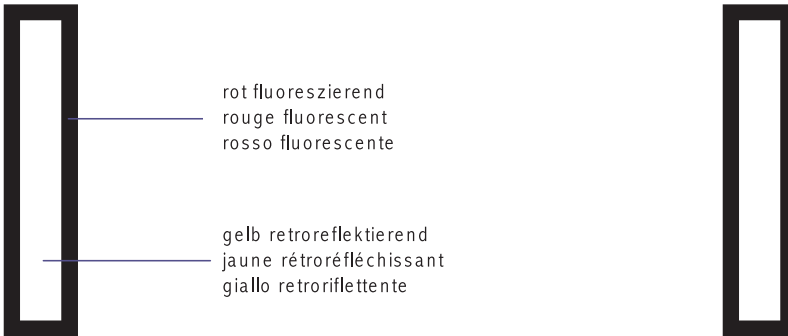 rot fluoreszierend
rouge fluorescent
rosso fluorescente
gelb retroreflektierend
jaune rétroréfléchissant
giallo retroriflettente